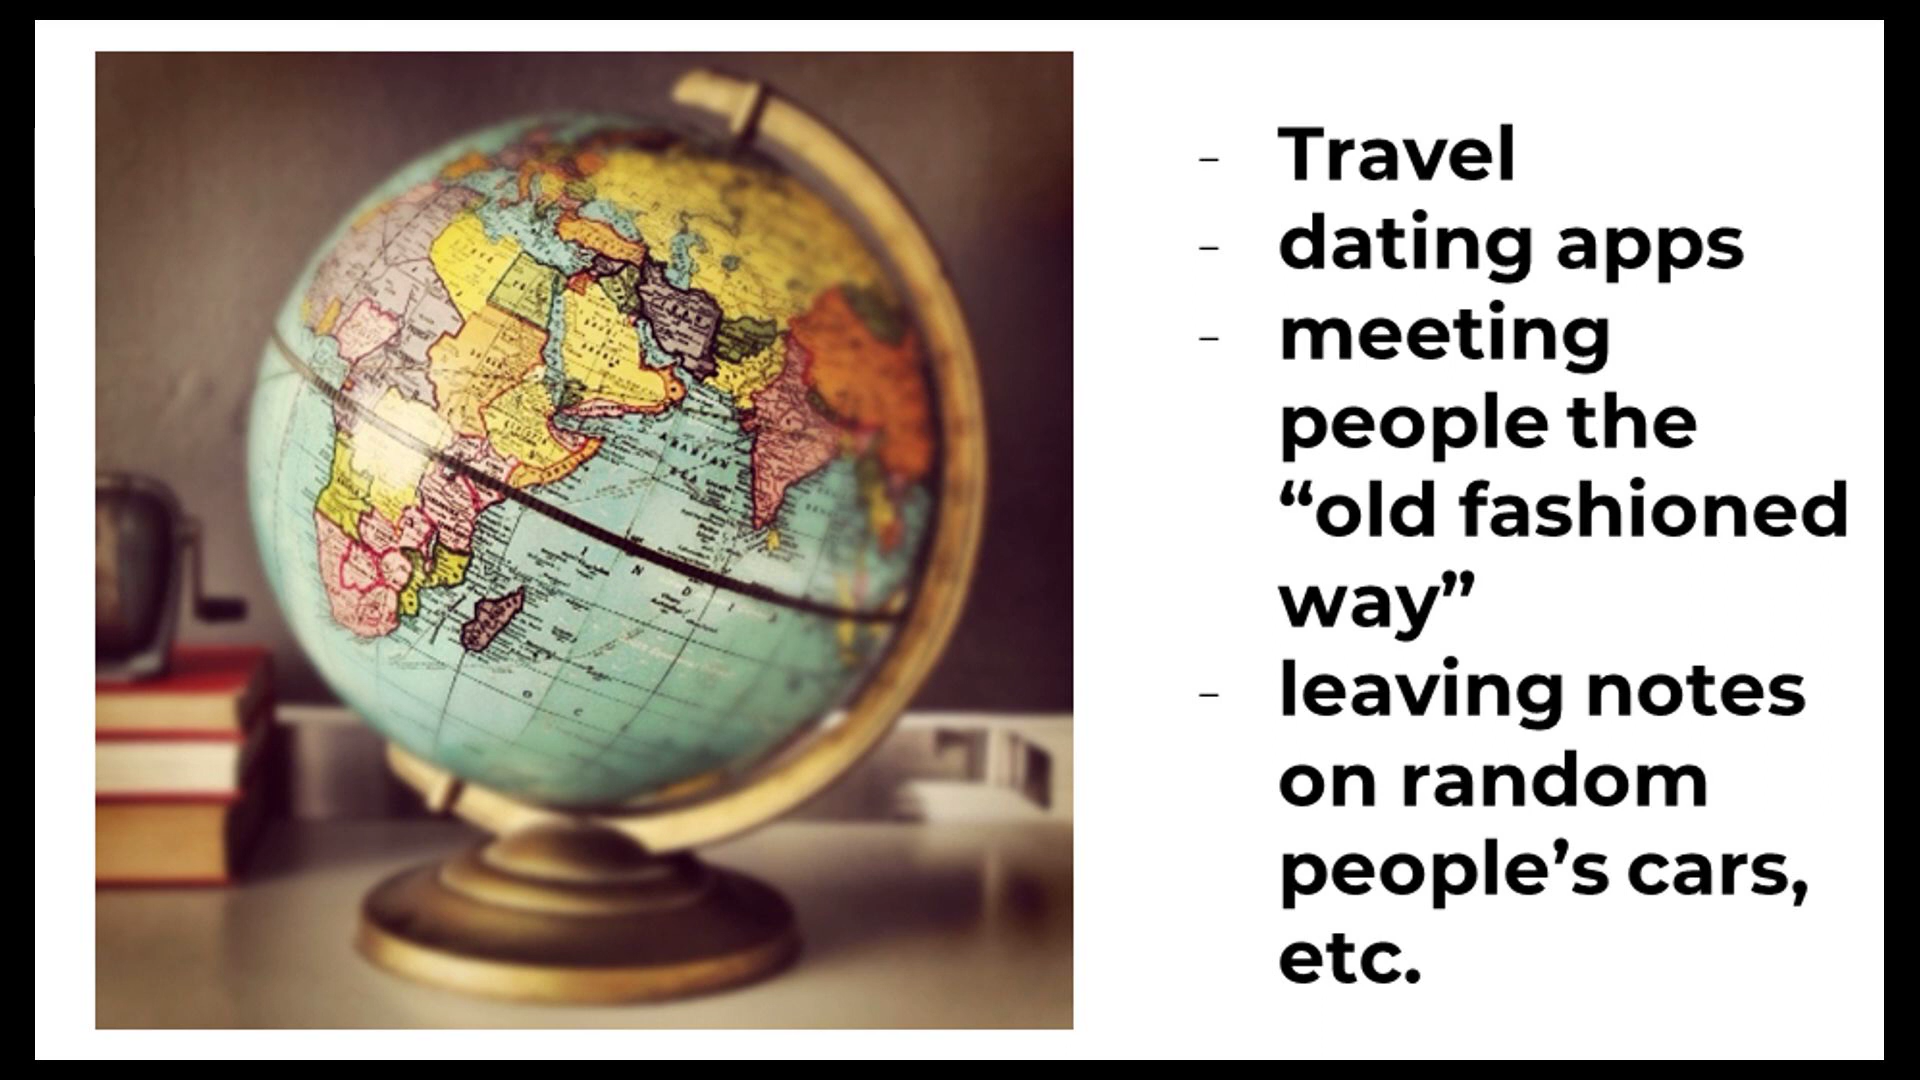 - Travel
- dating apps
- meeting
people the
“old fashioned
way”
- leaving notes
on random
people’s cars,
etc.